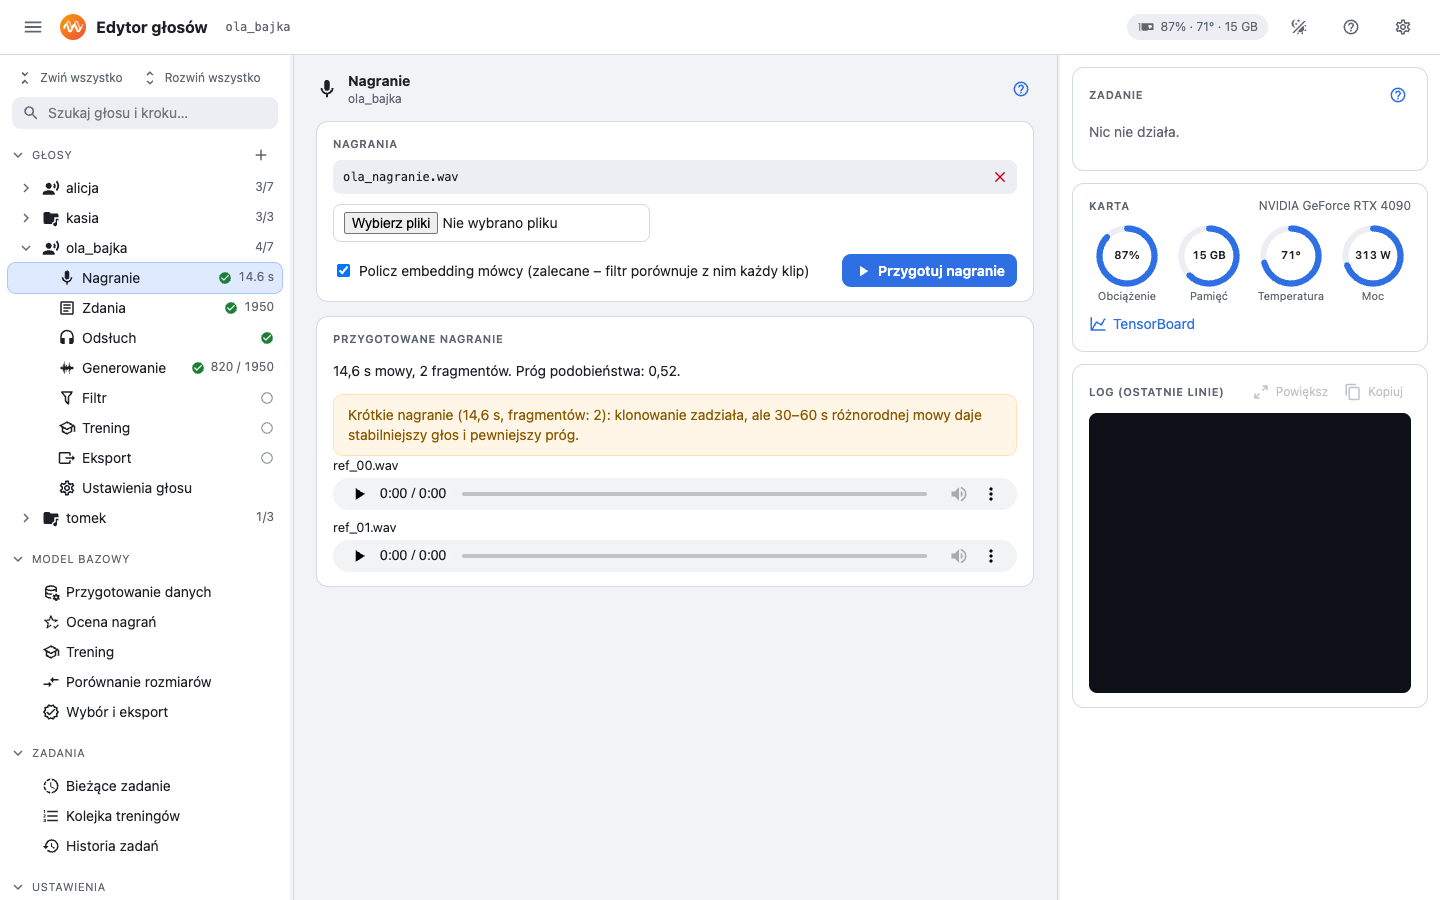 Edytor głosów
ola_bajka
87% · 71° · 15 GB
Zwiń wszystko
Rozwiń wszystko
Szukaj głosu i kroku...
GŁOSY
alicja 3/7
kasia 3/3
ola_bajka 4/7
Nagranie 14.6 s
Zdania 1950
Odsłuch
Generowanie 820 / 1950
Filtr
Trening
Eksport
Ustawienia głosu
tomek 1/3
MODEL BAZOWY
Przygotowanie danych
Ocena nagrań
Trening
Porównanie rozmiarów
Wybór i eksport
ZADANIA
Bieżące zadanie
Kolejka treningów
Historia zadań
USTAWIENIA
Nagranie
ola_bajka
NAGRANIA
ola_nagranie.wav
Wybierz pliki Nie wybrano pliku
Policz embedding mówcy (zalecane – filtr porównuje z nim każdy klip)
Przygotuj nagranie
PRZYGOTOWANE NAGRANIE
14,6 s mowy, 2 fragmentów. Próg podobieństwa: 0,52.
Krótkie nagranie (14,6 s, fragmentów: 2): klonowanie zadziała, ale 30–60 s różnorodnej mowy daje
stabilniejszy głos i pewniejszy próg.
ref_00.wav
0:00 / 0:00
ref_01.wav
0:00 / 0:00
ZADANIE
Nic nie działa.
KARTA NVIDIA GeForce RTX 4090
87% 15 GB 71° 313 W
Obciążenie Pamięć Temperatura Moc
TensorBoard
LOG (OSTATNIE LINIE) Powiększ Kopiuj